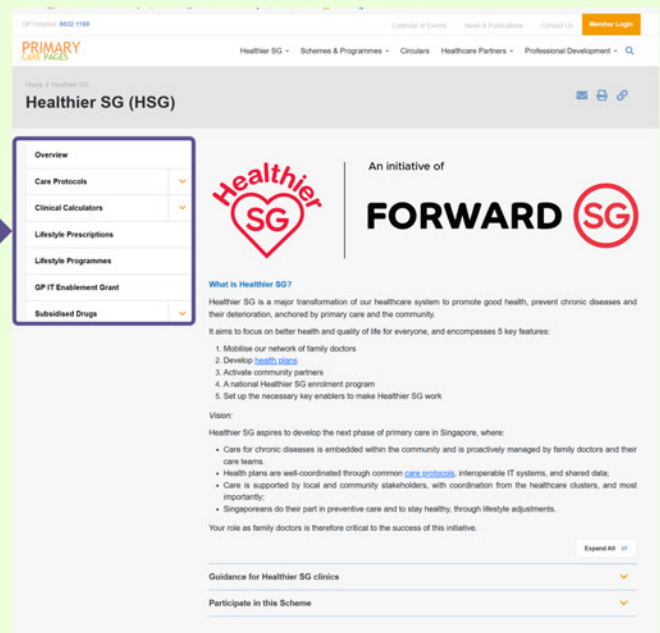 GP Helpline: 6632 1199
Calendar of Events News & Publications Contact Us Member Login
PRIMARY
CARE PAGES
Healthier SG Schemes & Programmes Circulars Healthcare Partners Professional Development
Home / Healthier SG
Healthier SG (HSG)
Overview
Care Protocols
Clinical Calculators
Lifestyle Prescriptions
Lifestyle Programmes
GP IT Enablement Grant
Subsidised Drugs
Healthier
SG
An initiative of
FORWARD SG
What is Healthier SG?
Healthier SG is a major transformation of our healthcare system to promote good health, prevent chronic diseases and
their deterioration, anchored by primary care and the community.
It aims to focus on better health and quality of life for everyone, and encompasses 5 key features:
1. Mobilise our network of family doctors
2. Develop health plans
3. Activate community partners
4. A national Healthier SG enrolment program
5. Set up the necessary key enablers to make Healthier SG work
Vision:
Healthier SG aspires to develop the next phase of primary care in Singapore, where:
• Care for chronic diseases is embedded within the community and is proactively managed by family doctors and their
care teams.
• Health plans are well-coordinated through common care protocols, interoperable IT systems, and shared data;
• Care is supported by local and community stakeholders, with coordination from the healthcare clusters, and most
importantly;
• Singaporeans do their part in preventive care and to stay healthy, through lifestyle adjustments.
Your role as family doctors is therefore critical to the success of this initiative.
Expand All
Guidance for Healthier SG clinics
Participate in this Scheme